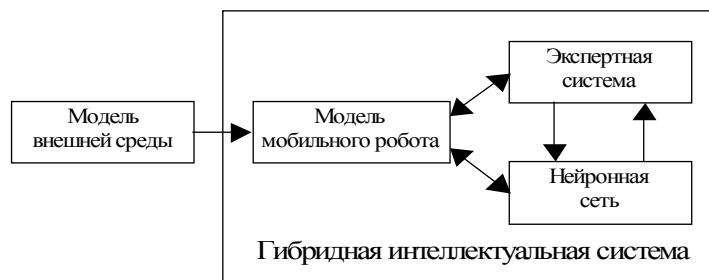 Модель
внешней среды
Модель
мобильного робота
Экспертная
система
Нейронная
сеть
Гибридная интеллектуальная система